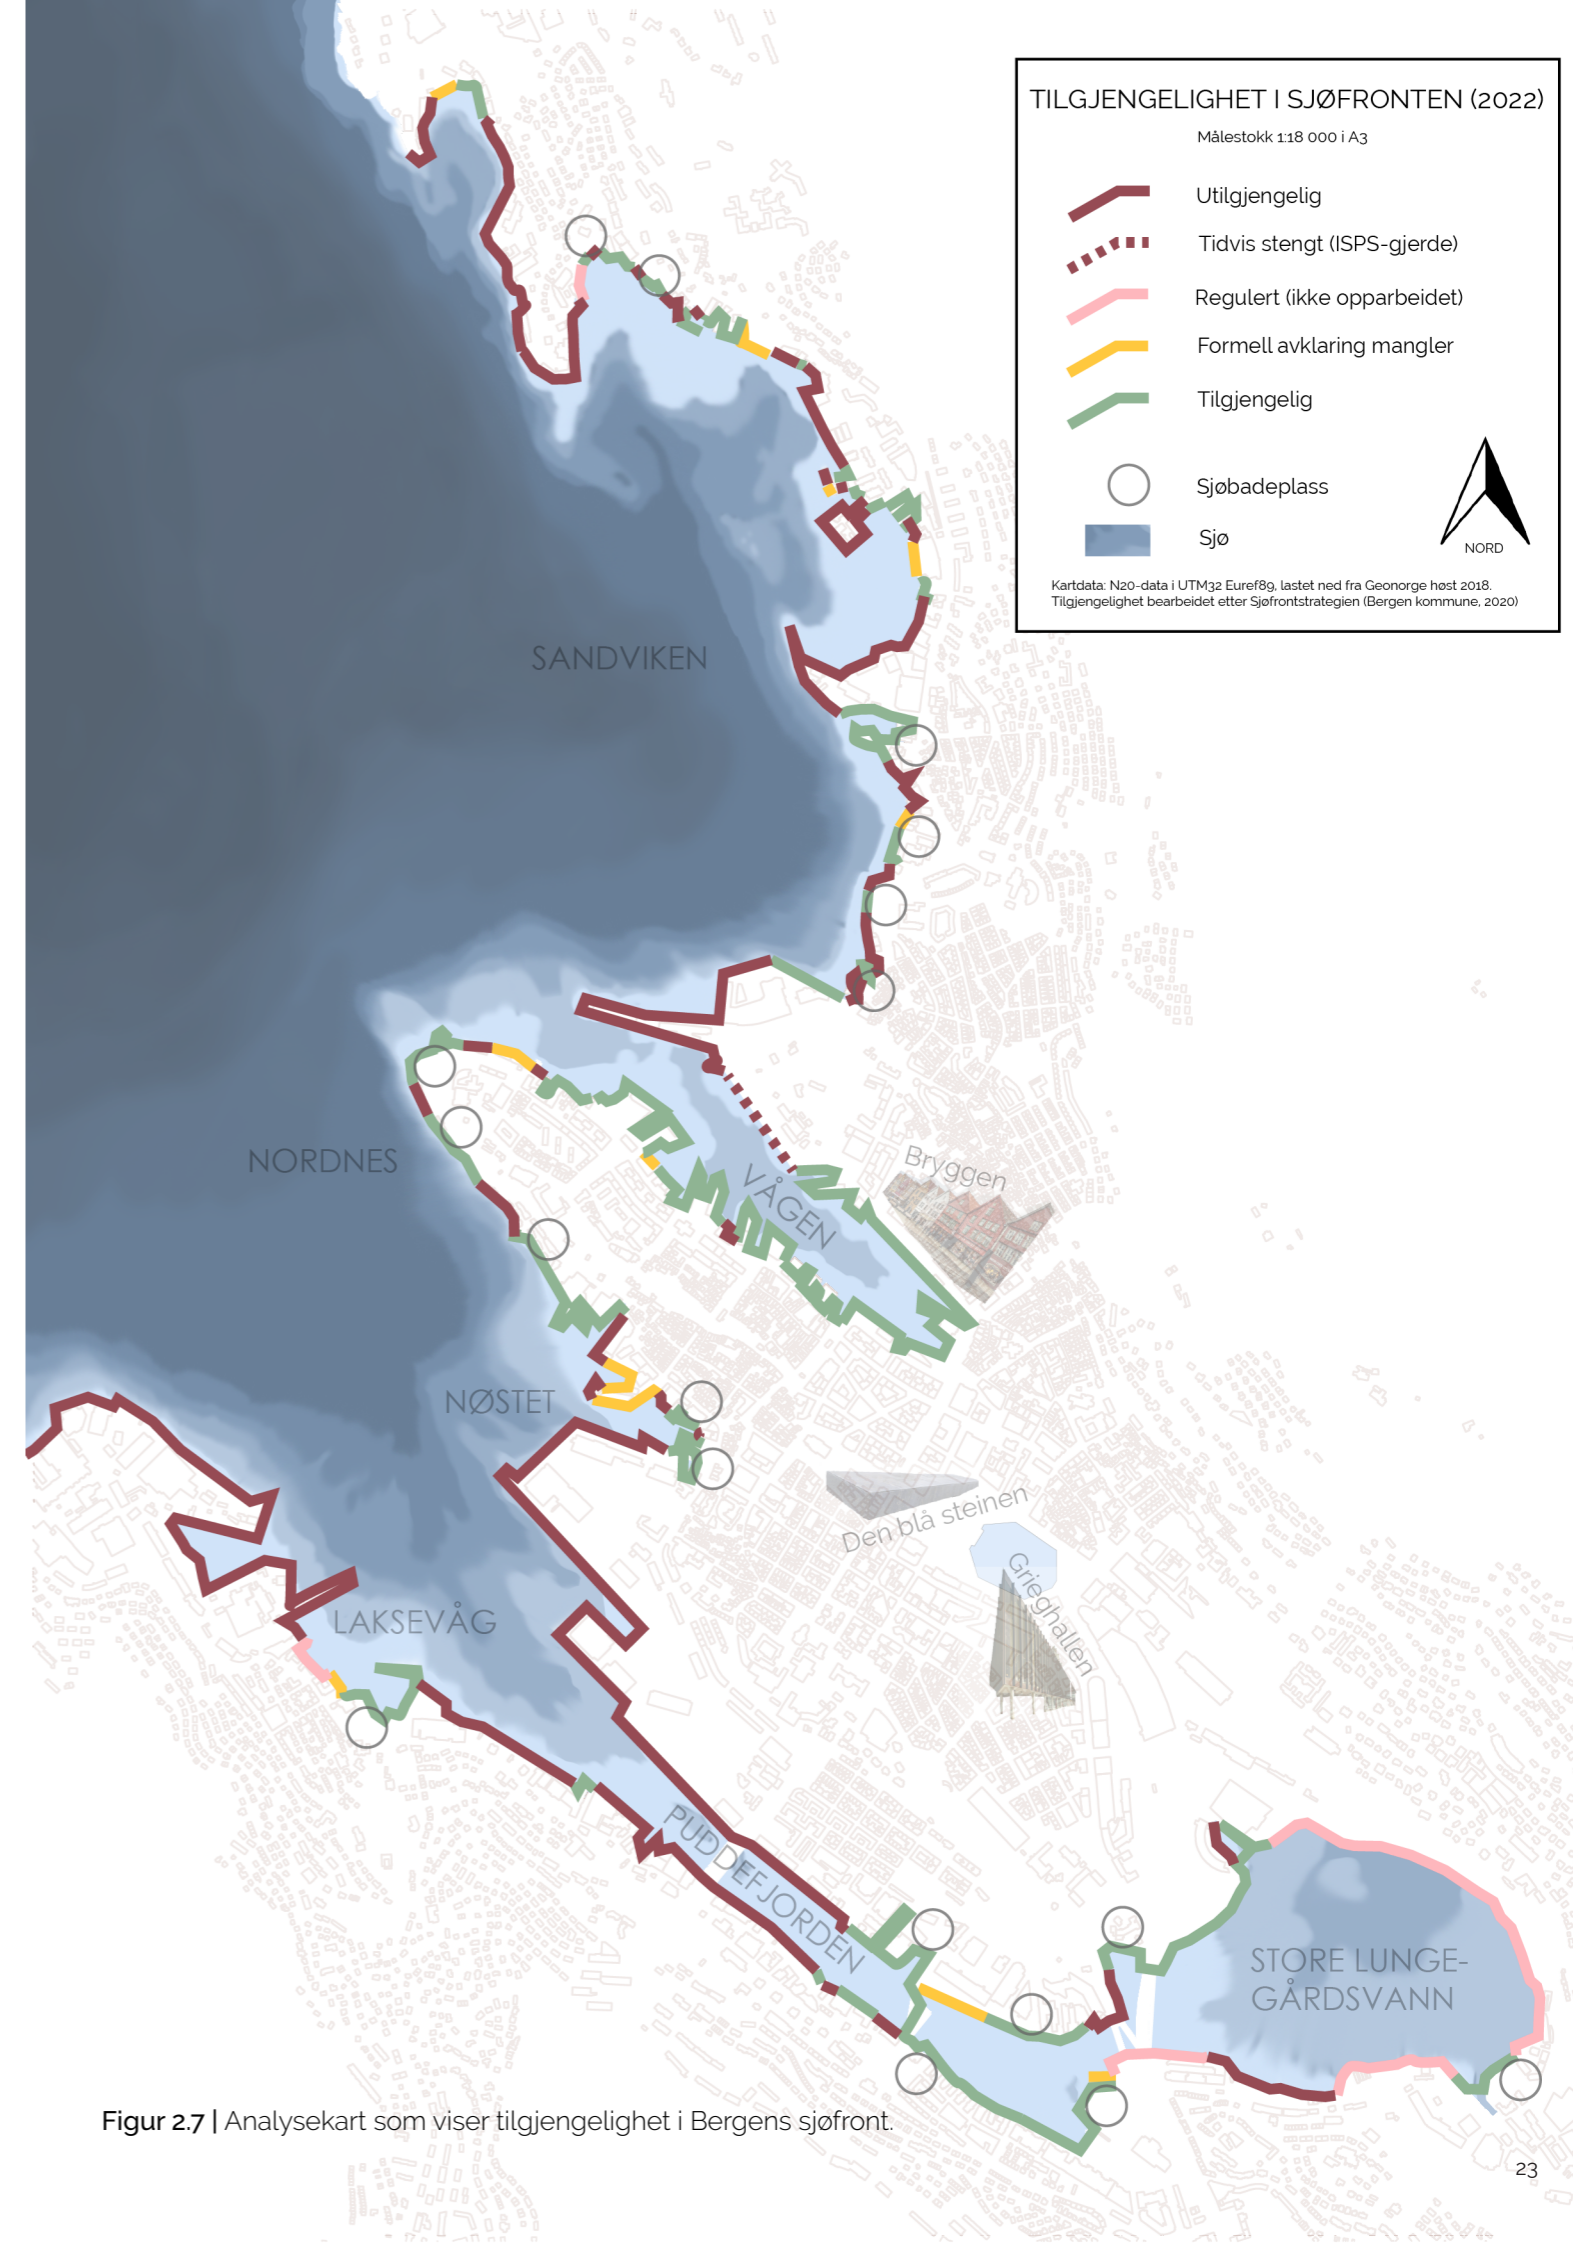 TILGJENGELIGHET I SJØFRONTEN (2022)
Målestokk 1:18 000 i A3
Utilgjengelig
Tidvis stengt (ISPS-gjerde)
Regulert (ikke opparbeidet)
Formell avklaring mangler
Tilgjengelig
Sjøbadeplass
Sjø
NORD
Kartdata: N20-data i UTM32 Euref89, lastet ned fra Geonorge høst 2018.
Tilgjengelighet bearbeidet etter Sjøfrontstrategien (Bergen kommune, 2020)
SANDVIKEN
NORDNES
Bryggen
VÅGEN
NØSTET
Den blå steinen
Grieghallen
LAKSEVÅG
PUDDEFJORDEN
STORE LUNGE-
GÅRDSVANN
Figur 2.7 | Analysekart som viser tilgjengelighet i Bergens sjøfront.
23